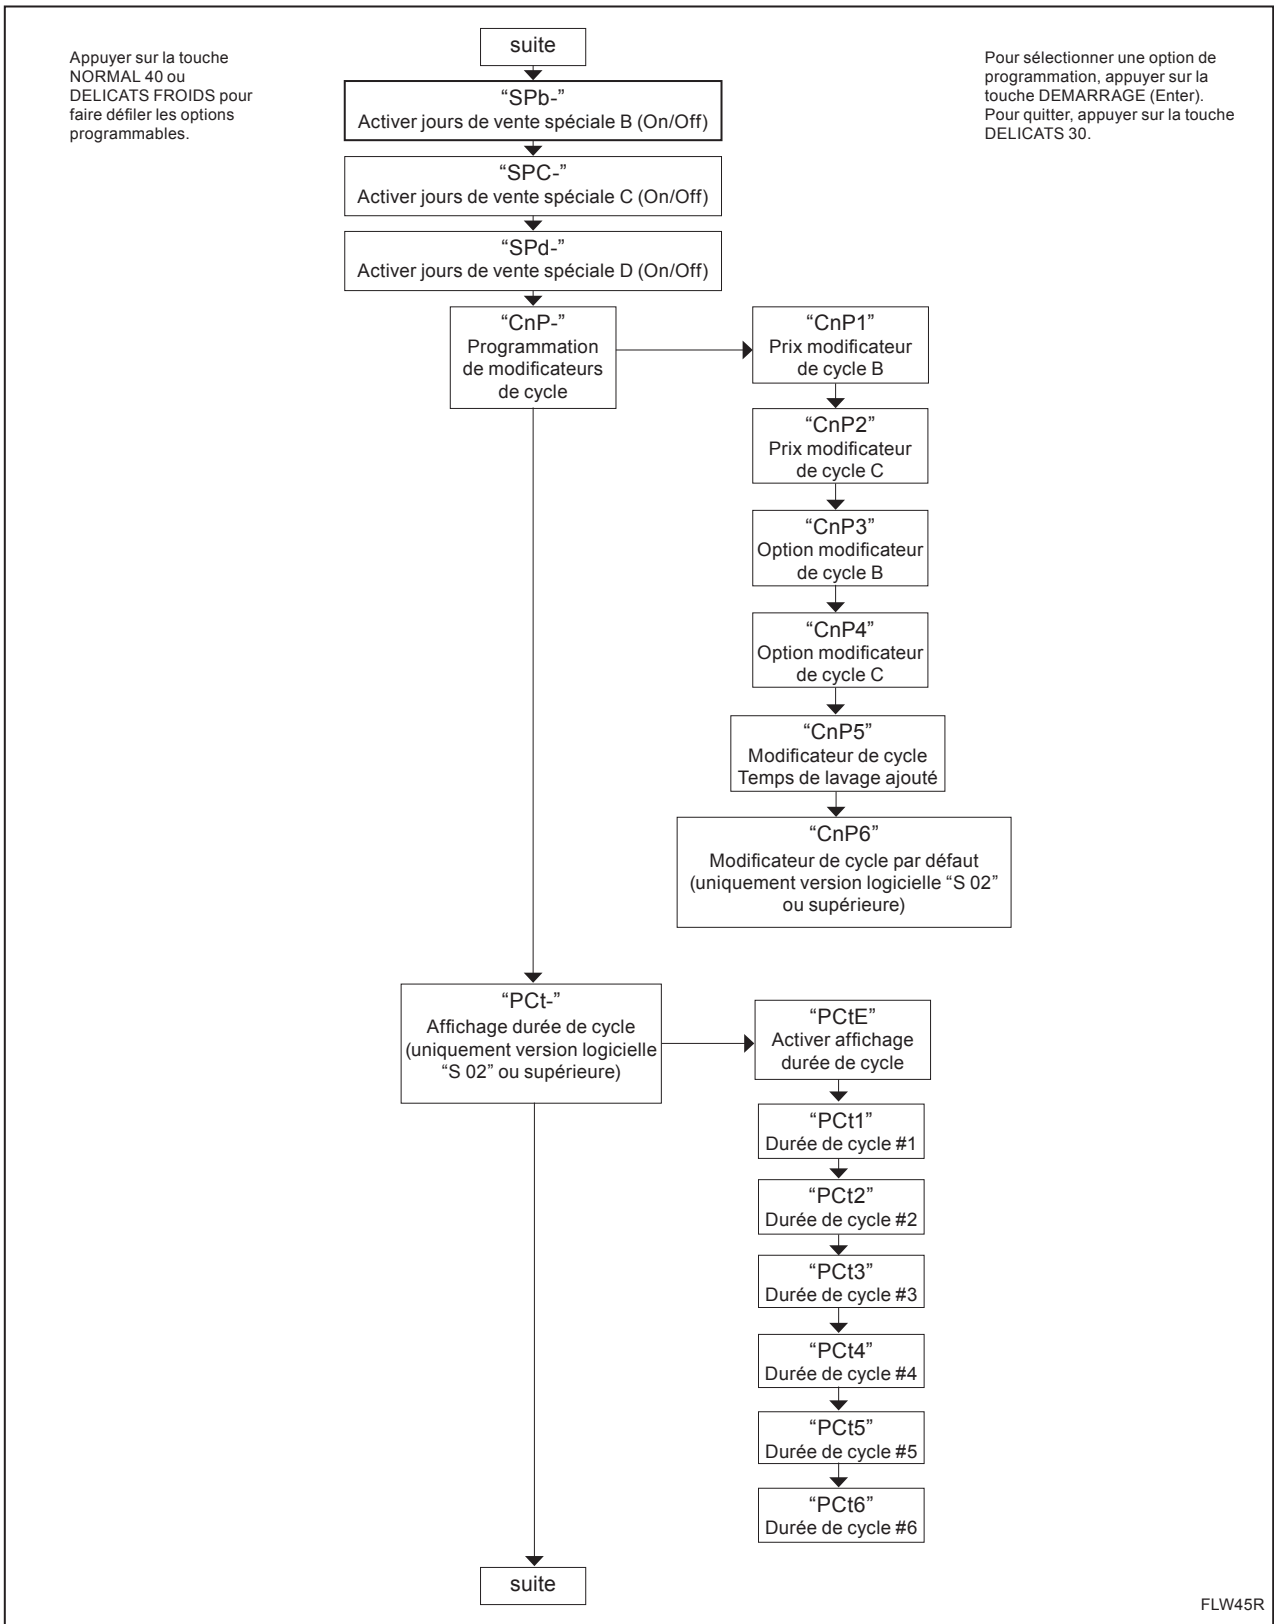 Appuyer sur la touche
NORMAL 40 ou
DELICATS FROIDS pour
faire défiler les options
programmables.
Pour sélectionner une option de
programmation, appuyer sur la
touche DEMARRAGE (Enter).
Pour quitter, appuyer sur la touche
DELICATS 30.
suite
“SPb-”
Activer jours de vente spéciale B (On/Off)
“SPC-”
Activer jours de vente spéciale C (On/Off)
“SPd-”
Activer jours de vente spéciale D (On/Off)
“CnP-”
Programmation
de modificateurs
de cycle
“CnP1”
Prix modificateur
de cycle B
“CnP2”
Prix modificateur
de cycle C
“CnP3”
Option modificateur
de cycle B
“CnP4”
Option modificateur
de cycle C
“CnP5”
Modificateur de cycle
Temps de lavage ajouté
“CnP6”
Modificateur de cycle par défaut
(uniquement version logicielle “S 02”
ou supérieure)
“PCt-”
Affichage durée de cycle
(uniquement version logicielle
“S 02” ou supérieure)
“PCtE”
Activer affichage
durée de cycle
“PCt1”
Durée de cycle #1
“PCt2”
Durée de cycle #2
“PCt3”
Durée de cycle #3
“PCt4”
Durée de cycle #4
“PCt5”
Durée de cycle #5
“PCt6”
Durée de cycle #6
suite
FLW45R